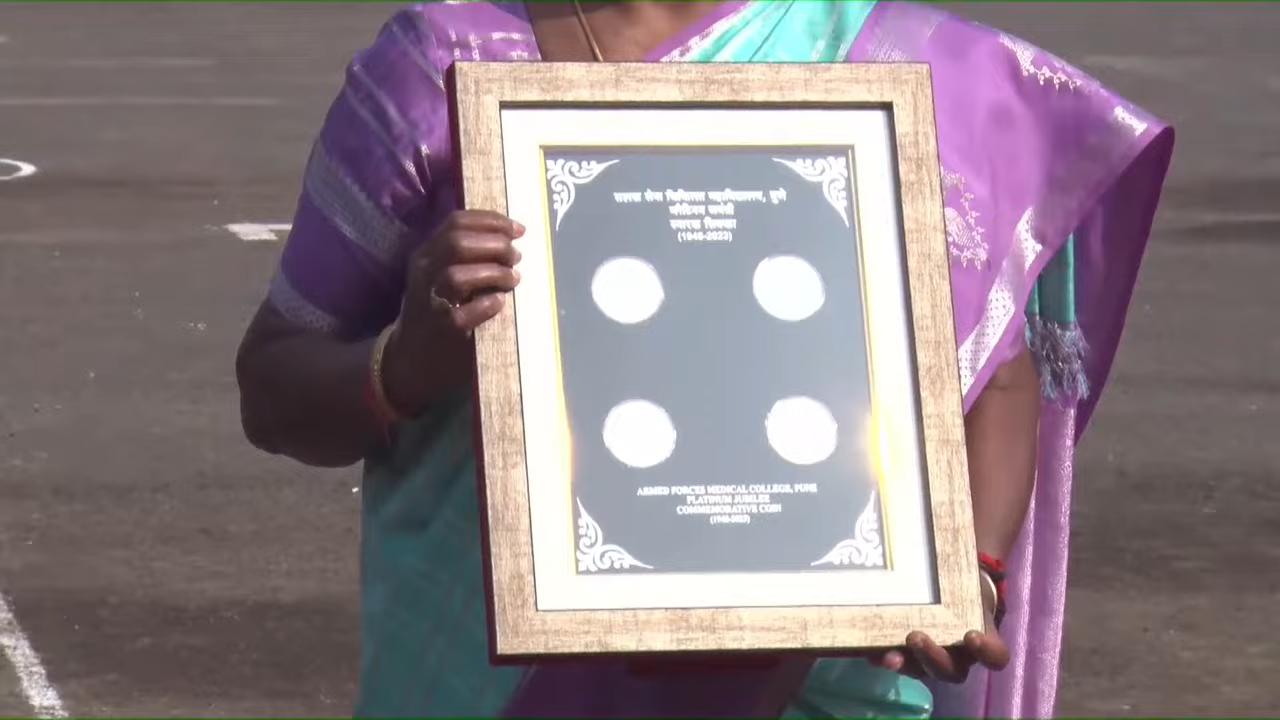 सशस्त्र सेना चिकित्सा महाविद्यालय, पुणे
प्लैटिनम जयंती
स्मारक सिक्का
(1948-2023)
ARMED FORCES MEDICAL COLLEGE, PUNE
PLATINUM JUBILEE
COMMEMORATIVE COIN
(1948-2023)